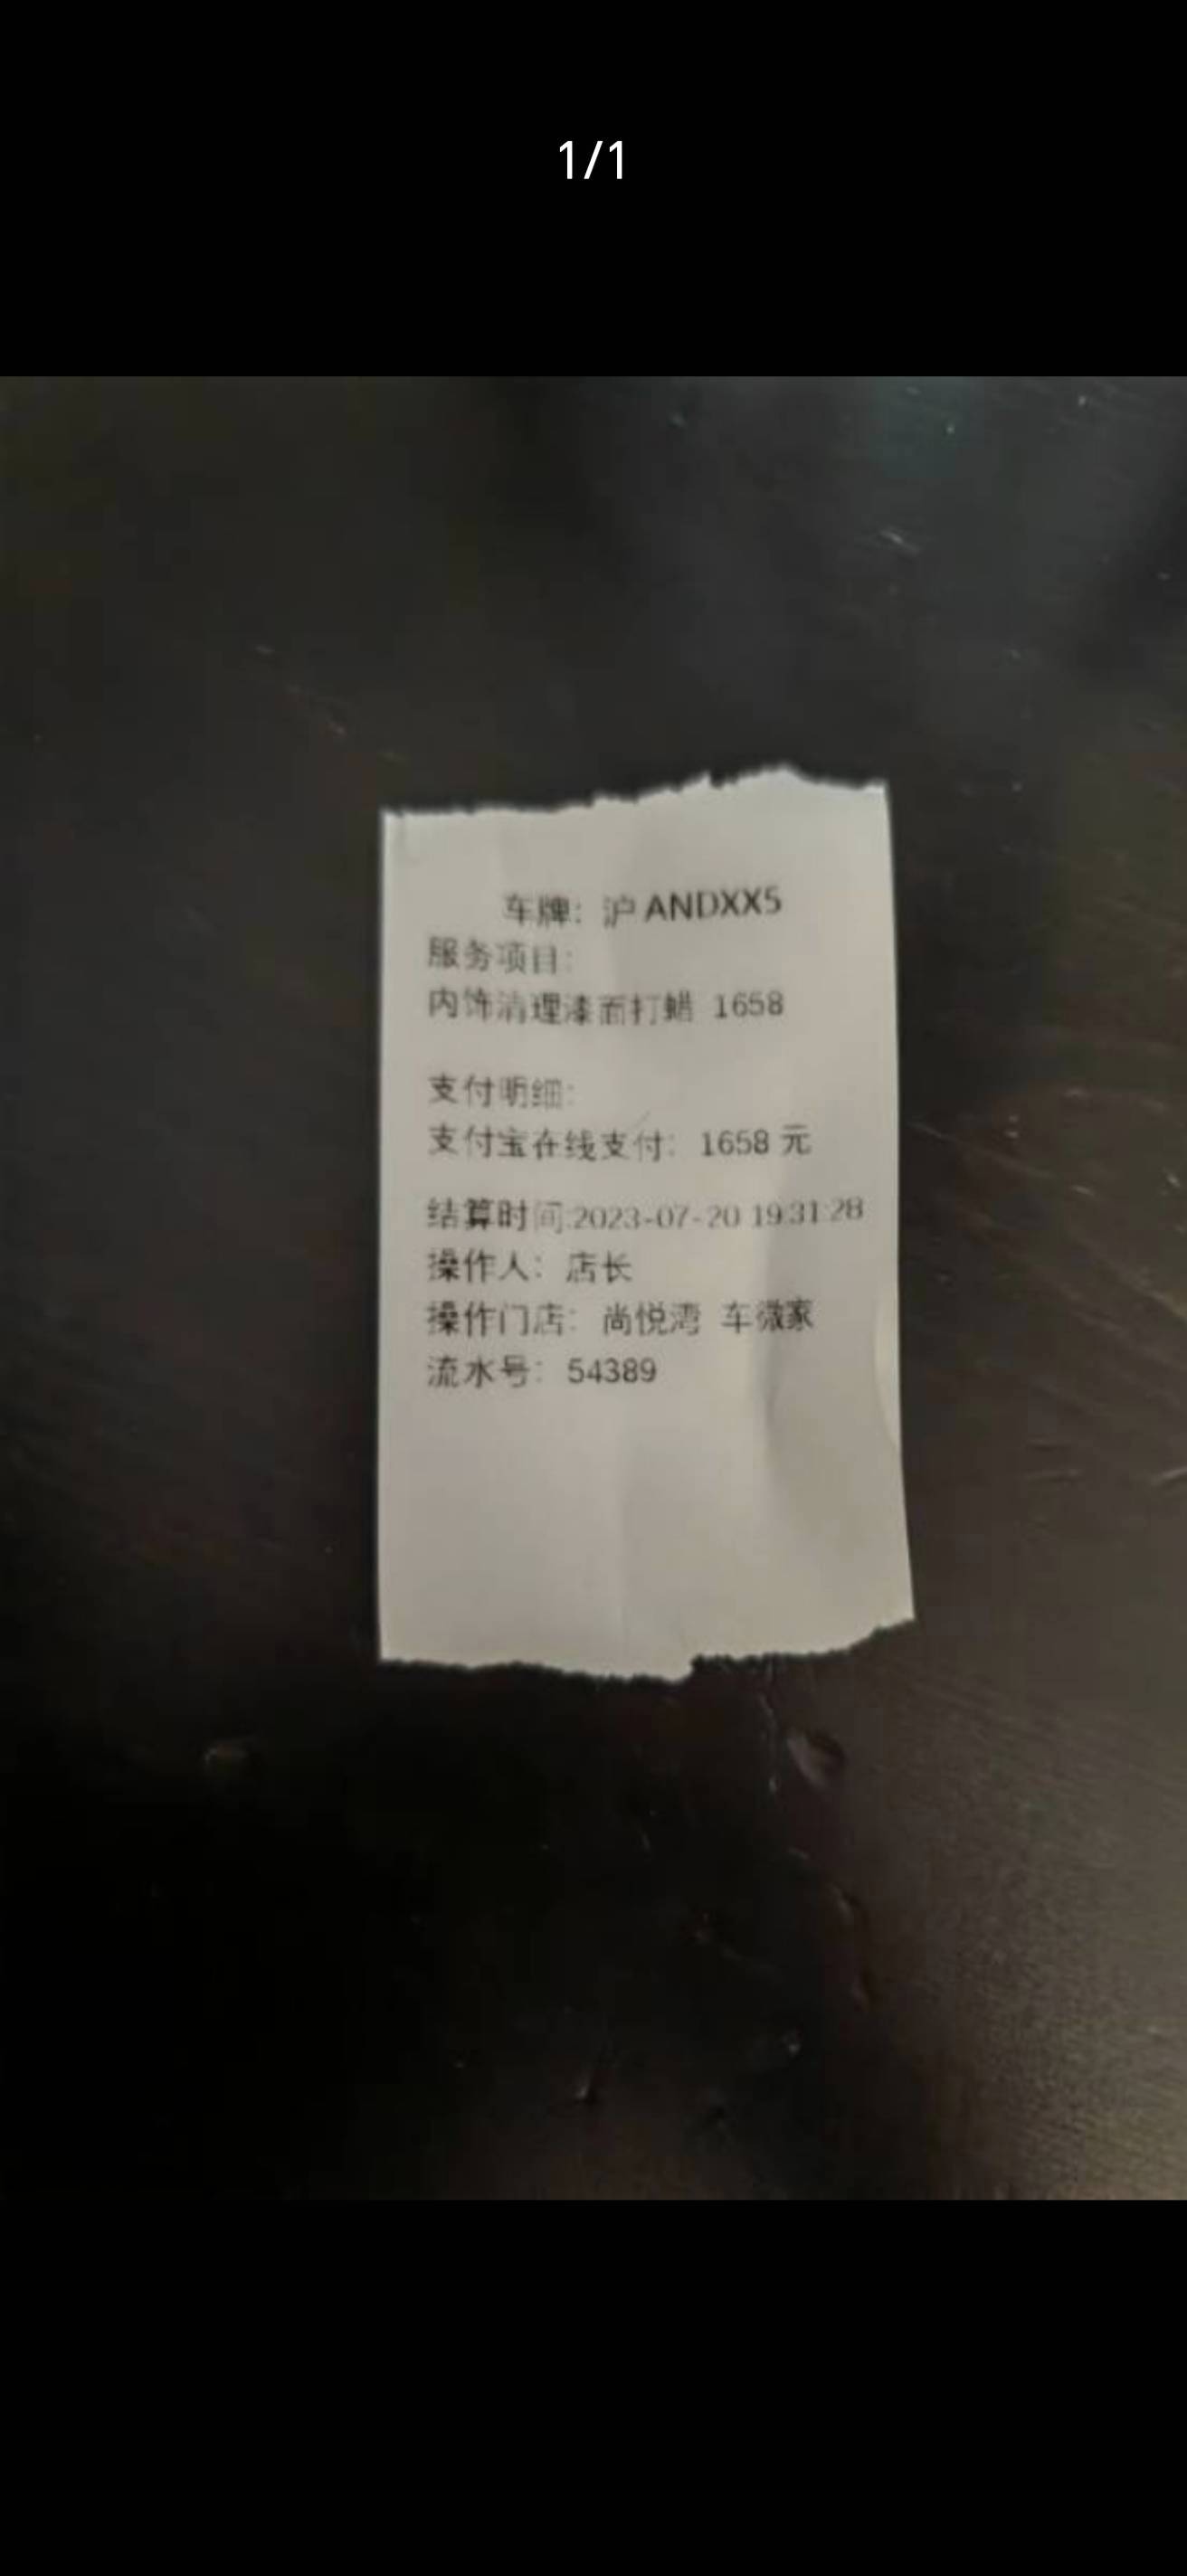 1/1
车牌：沪ANDXX5
服务项目：
内饰清理漆面打蜡 1658
支付明细：
支付宝在线支付：1658 元
结算时间:2023-07-20 19:31:28
操作人：店长
操作门店：尚悦湾 车微家
流水号：54389